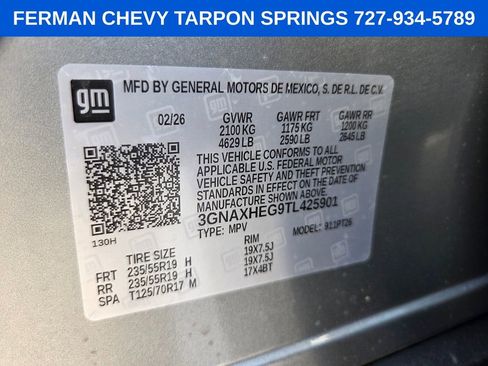 FERMAN CHEVY TARPON SPRINGS 727-934-5789
gm
MFD BY GENERAL MOTORS DE MEXICO, S. DE R.L. DE C.V.
02/26 GVWR GAWR FRT GAWR RR
2100 KG 1175 KG 1200 KG
4629 LB 2590 LB 2645 LB
THIS VEHICLE CONFORMS TO ALL
APPLICABLE U.S. FEDERAL MOTOR
VEHICLE SAFETY, BUMPER, AND THEFT
PREVENTION STANDARDS IN EFFECT ON
THE DATE OF MANUFACTURE SHOWN ABOVE.
3GNAXHEG9TL425901
TYPE: MPV 911PT26
130H
TIRE SIZE RIM
FRT 235/55R19 H 19X7.5J
RR 235/55R19 H 19X7.5J
SPA T125/70R17 M 17X4BT